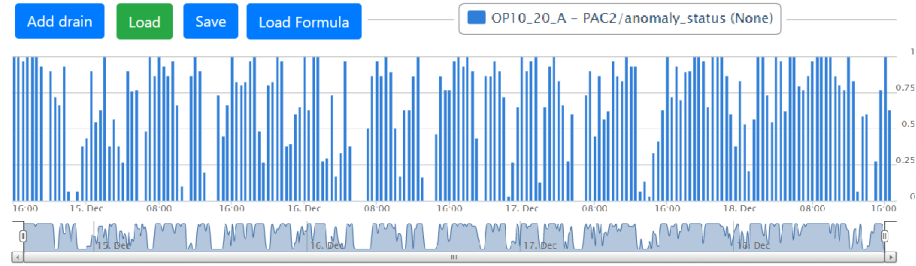 Add drain Load Save Load Formula
OP10_20_A - PAC2/anomaly_status (None)
1
0.75
0.5
0.25
0
16:00 15. Dec 08:00 16:00 16. Dec 08:00 16:00 17. Dec 08:00 16:00 18. Dec 08:00 16:00
15. Dec 16. Dec 17. Dec 18. Dec